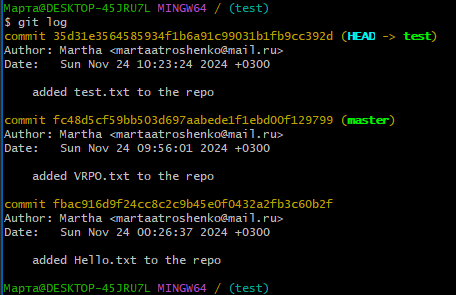 Марта@DESKTOP-45JRU7L MINGW64 / (test)
$ git log
commit 35d31e3564585934f1b6a91c99031b1fb9cc392d (HEAD -> test)
Author: Martha <martaatroshenko@mail.ru>
Date:   Sun Nov 24 10:23:24 2024 +0300
    added test.txt to the repo
commit fc48d5cf59bb503d697aabede1f1ebd00f129799 (master)
Author: Martha <martaatroshenko@mail.ru>
Date:   Sun Nov 24 09:56:01 2024 +0300
    added VRPO.txt to the repo
commit fbac916d9f24cc8c2c9b45e0f0432a2fb3c60b2f
Author: Martha <martaatroshenko@mail.ru>
Date:   Sun Nov 24 00:26:37 2024 +0300
    added Hello.txt to the repo
Марта@DESKTOP-45JRU7L MINGW64 / (test)